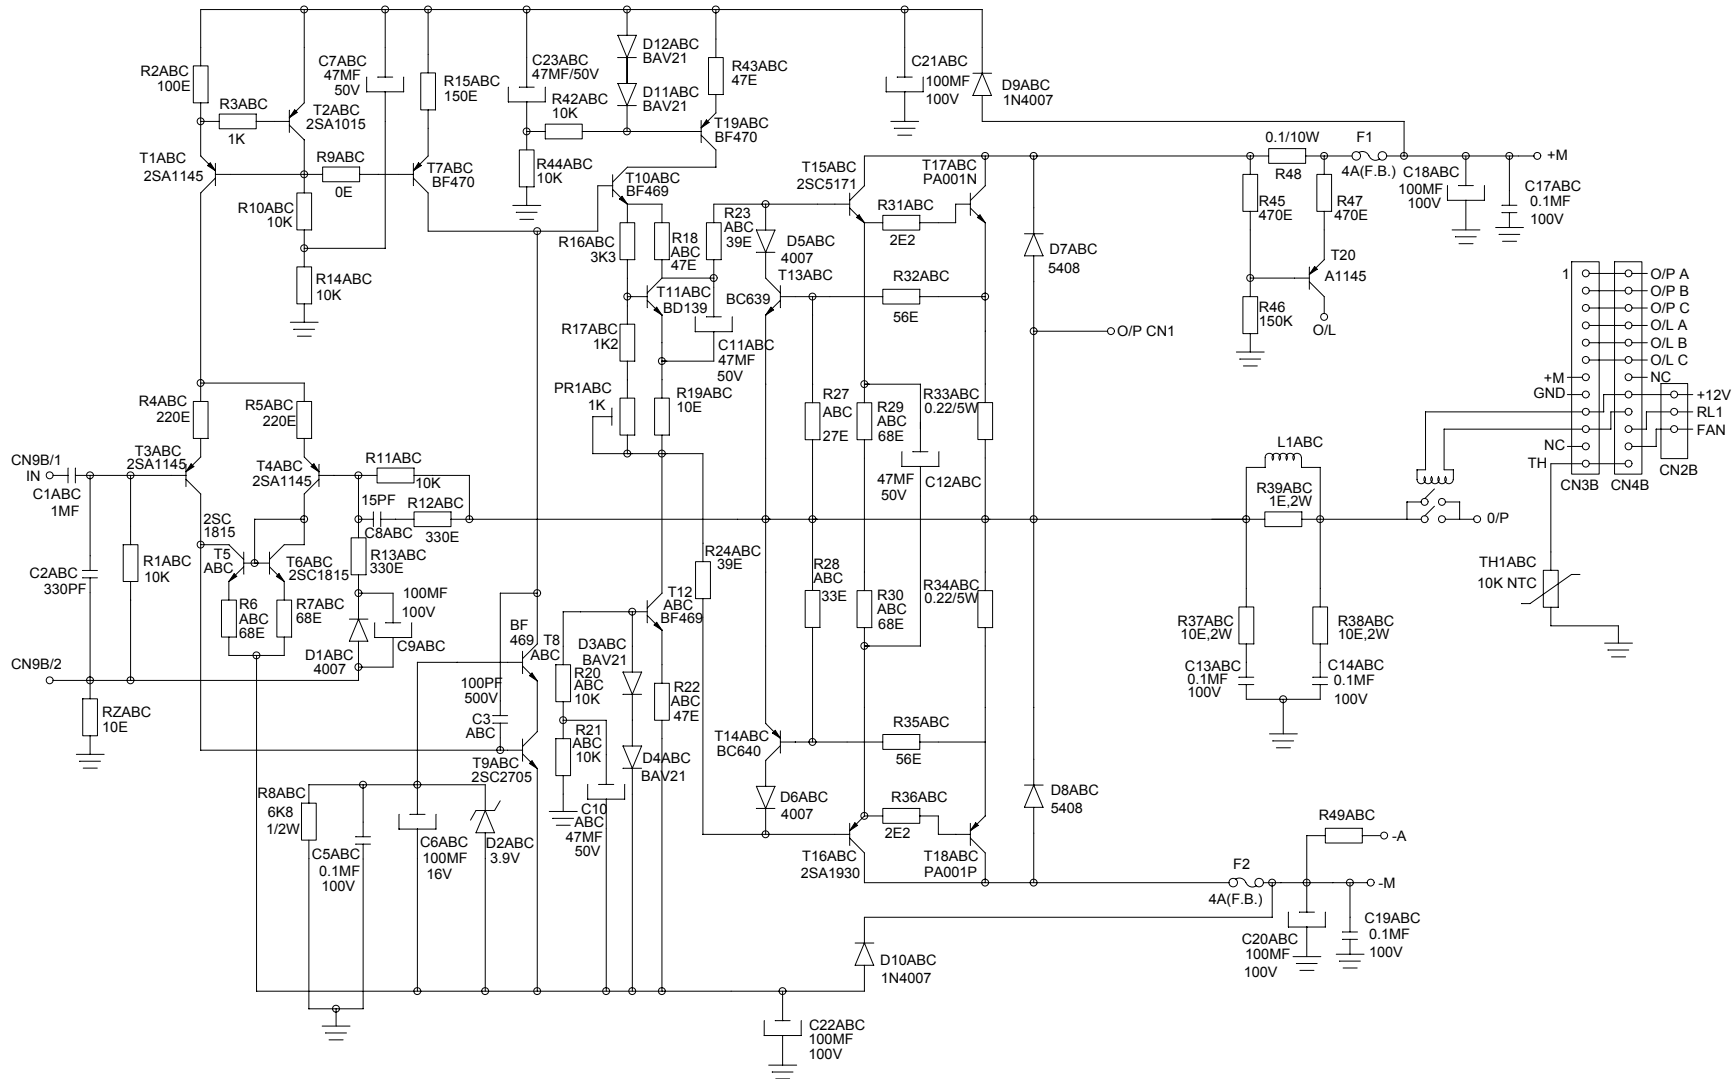 R2ABC
100E
R3ABC
1K
T2ABC
2SA1015
C7ABC
47MF
50V
R15ABC
150E
T1ABC
2SA1145
R9ABC
0E
T7ABC
BF470
R10ABC
10K
R14ABC
10K
C23ABC
47MF/50V
R42ABC
10K
R44ABC
10K
D12ABC
BAV21
D11ABC
BAV21
R43ABC
47E
T19ABC
BF470
T10ABC
BF469
R16ABC
3K3
R18
ABC
47E
R23
ABC
39E
T11ABC
BD139
R17ABC
1K2
C11ABC
47MF
50V
PR1ABC
1K
R19ABC
10E
C21ABC
100MF
100V
D9ABC
1N4007
T15ABC
2SC5171
T17ABC
PA001N
R31ABC
2E2
D5ABC
4007
T13ABC
BC639
R32ABC
56E
D7ABC
5408
O/P CN1
R27
ABC
27E
R29
ABC
68E
R33ABC
0.22/5W
47MF
50V
C12ABC
0.1/10W
R48
F1
4A(F.B.)
R45
470E
R47
470E
T20
A1145
R46
150K
O/L
C18ABC
100MF
100V
C17ABC
0.1MF
100V
+M
1
O/P A
O/P B
O/P C
O/L A
O/L B
O/L C
+M
NC
GND
+12V
RL1
FAN
NC
TH
CN3B
CN4B
CN2B
R4ABC
220E
R5ABC
220E
T3ABC
2SA1145
T4ABC
2SA1145
CN9B/1
IN
C1ABC
1MF
R11ABC
10K
15PF
C8ABC
R12ABC
330E
2SC
1815
T5
ABC
T6ABC
2SC1815
R13ABC
330E
C2ABC
330PF
R1ABC
10K
R6
ABC
68E
R7ABC
68E
100MF
100V
C9ABC
D1ABC
4007
CN9B/2
RZABC
10E
BF
469
T8
ABC
100PF
500V
C3
ABC
T9ABC
2SC2705
R20
ABC
10K
R21
ABC
10K
D3ABC
BAV21
D4ABC
BAV21
T12
ABC
BF469
R22
ABC
47E
R24ABC
39E
C10
ABC
47MF
50V
R8ABC
6K8
1/2W
C5ABC
0.1MF
100V
C6ABC
100MF
16V
D2ABC
3.9V
R28
ABC
33E
R30
ABC
68E
R34ABC
0.22/5W
T14ABC
BC640
R35ABC
56E
D6ABC
4007
R36ABC
2E2
T16ABC
2SA1930
T18ABC
PA001P
D8ABC
5408
L1ABC
R39ABC
1E,2W
0/P
R37ABC
10E,2W
R38ABC
10E,2W
C13ABC
0.1MF
100V
C14ABC
0.1MF
100V
TH1ABC
10K NTC
R49ABC
-A
F2
4A(F.B.)
-M
C20ABC
100MF
100V
C19ABC
0.1MF
100V
D10ABC
1N4007
C22ABC
100MF
100V